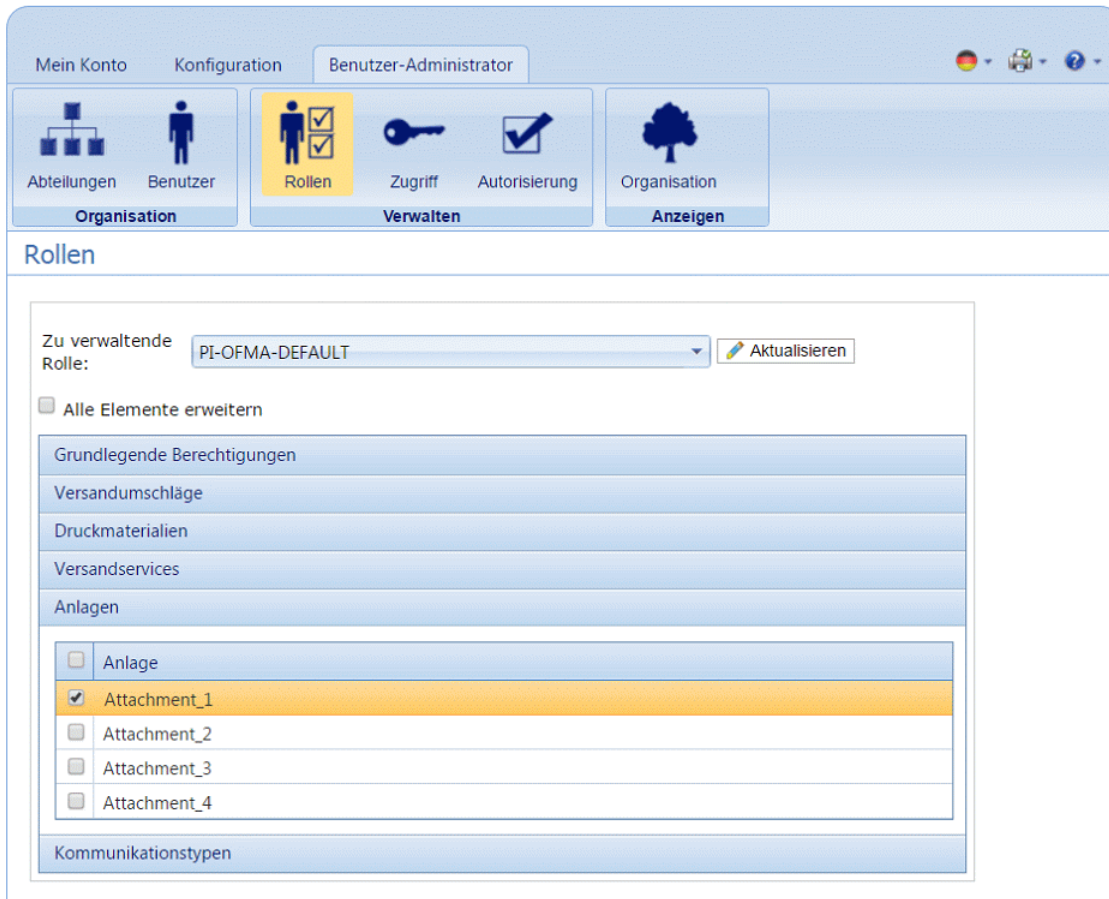 Mein Konto Konfiguration Benutzer-Administrator
Abteilungen Benutzer Rollen Zugriff Autorisierung Organisation
Organisation Verwalten Anzeigen
Rollen
Zu verwaltende
Rolle:
PI-OFMA-DEFAULT Aktualisieren
Alle Elemente erweitern
Grundlegende Berechtigungen
Versandumschläge
Druckmaterialien
Versandservices
Anlagen
Anlage
Attachment_1
Attachment_2
Attachment_3
Attachment_4
Kommunikationstypen